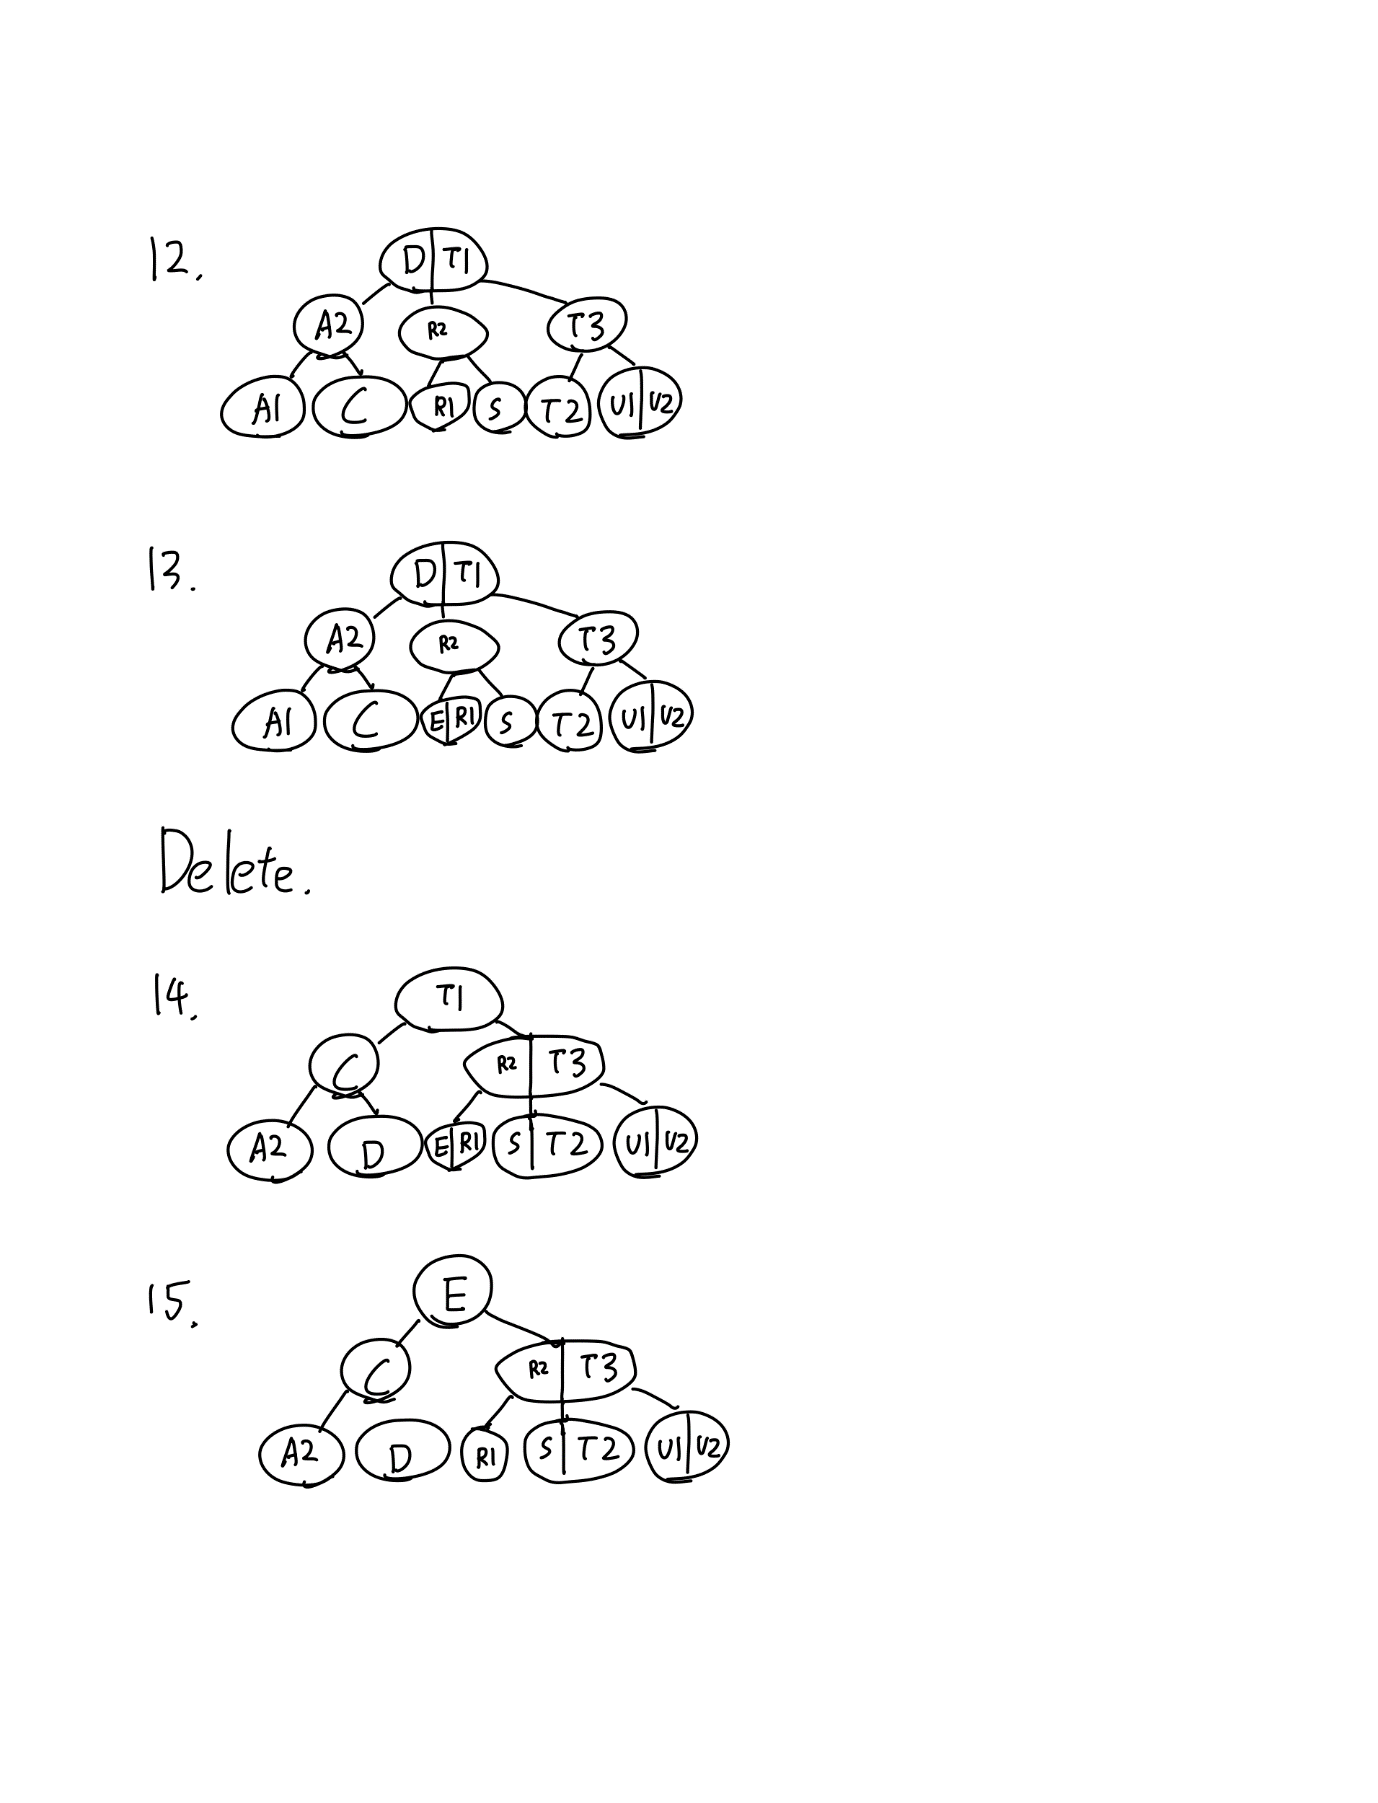 12.
D T1
A2 R2 T3
A1 C R1 S T2 U1 U2
13.
D T1
A2 R2 T3
A1 C E R1 S T2 U1 U2
Delete.
14.
T1
C R2 T3
A2 D E R1 S T2 U1 U2
15.
E
C R2 T3
A2 D R1 S T2 U1 U2